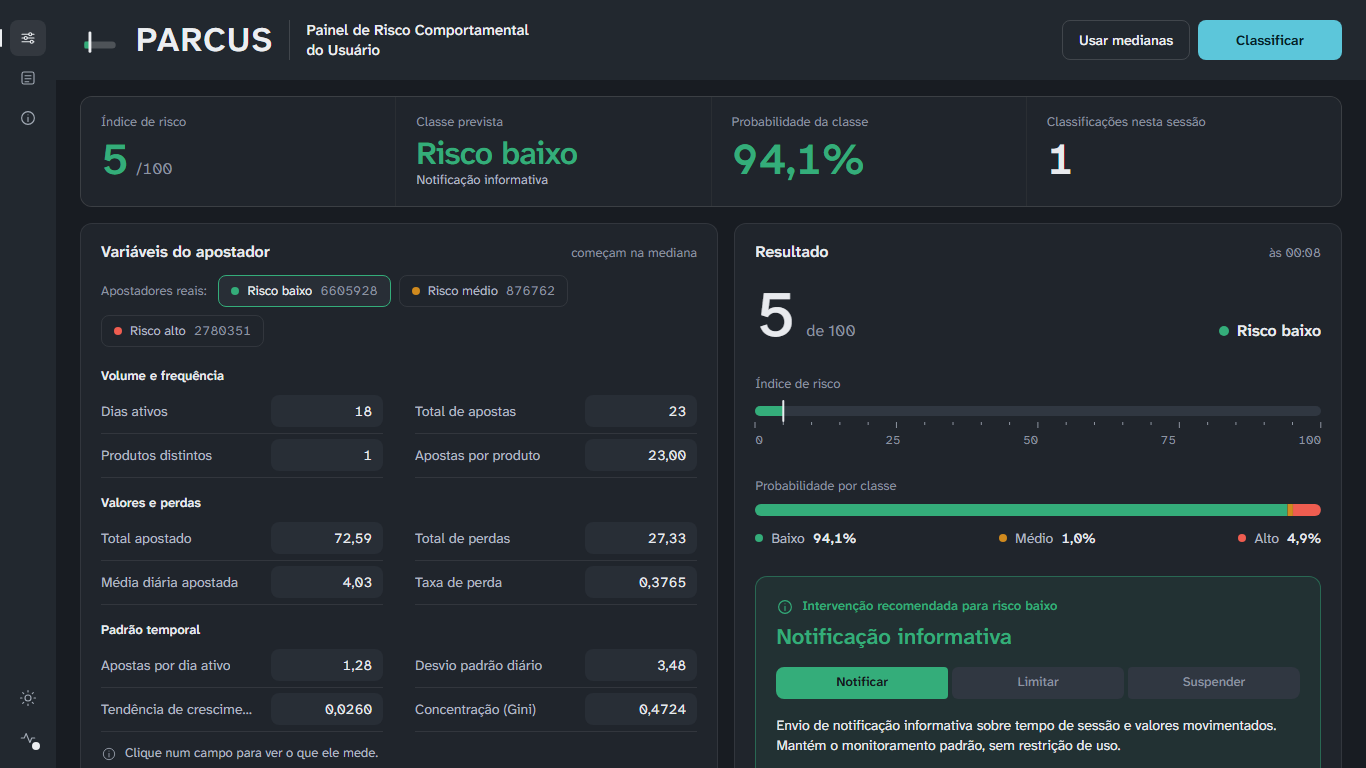 PARCUS
Painel de Risco Comportamental
do Usuário
Usar medianas
Classificar
Índice de risco
5 /100
Classe prevista
Risco baixo
Notificação informativa
Probabilidade da classe
94,1%
Classificações nesta sessão
1
Variáveis do apostador
começam na mediana
Apostadores reais:
Risco baixo 6605928
Risco médio 876762
Risco alto 2780351
Volume e frequência
Dias ativos 18
Total de apostas 23
Produtos distintos 1
Apostas por produto 23,00
Valores e perdas
Total apostado 72,59
Total de perdas 27,33
Média diária apostada 4,03
Taxa de perda 0,3765
Padrão temporal
Apostas por dia ativo 1,28
Desvio padrão diário 3,48
Tendência de crescime... 0,0260
Concentração (Gini) 0,4724
Clique num campo para ver o que ele mede.
Resultado
às 00:08
5 de 100
Risco baixo
Índice de risco
0 25 50 75 100
Probabilidade por classe
Baixo 94,1%
Médio 1,0%
Alto 4,9%
Intervenção recomendada para risco baixo
Notificação informativa
Notificar
Limitar
Suspender
Envio de notificação informativa sobre tempo de sessão e valores movimentados.
Mantém o monitoramento padrão, sem restrição de uso.